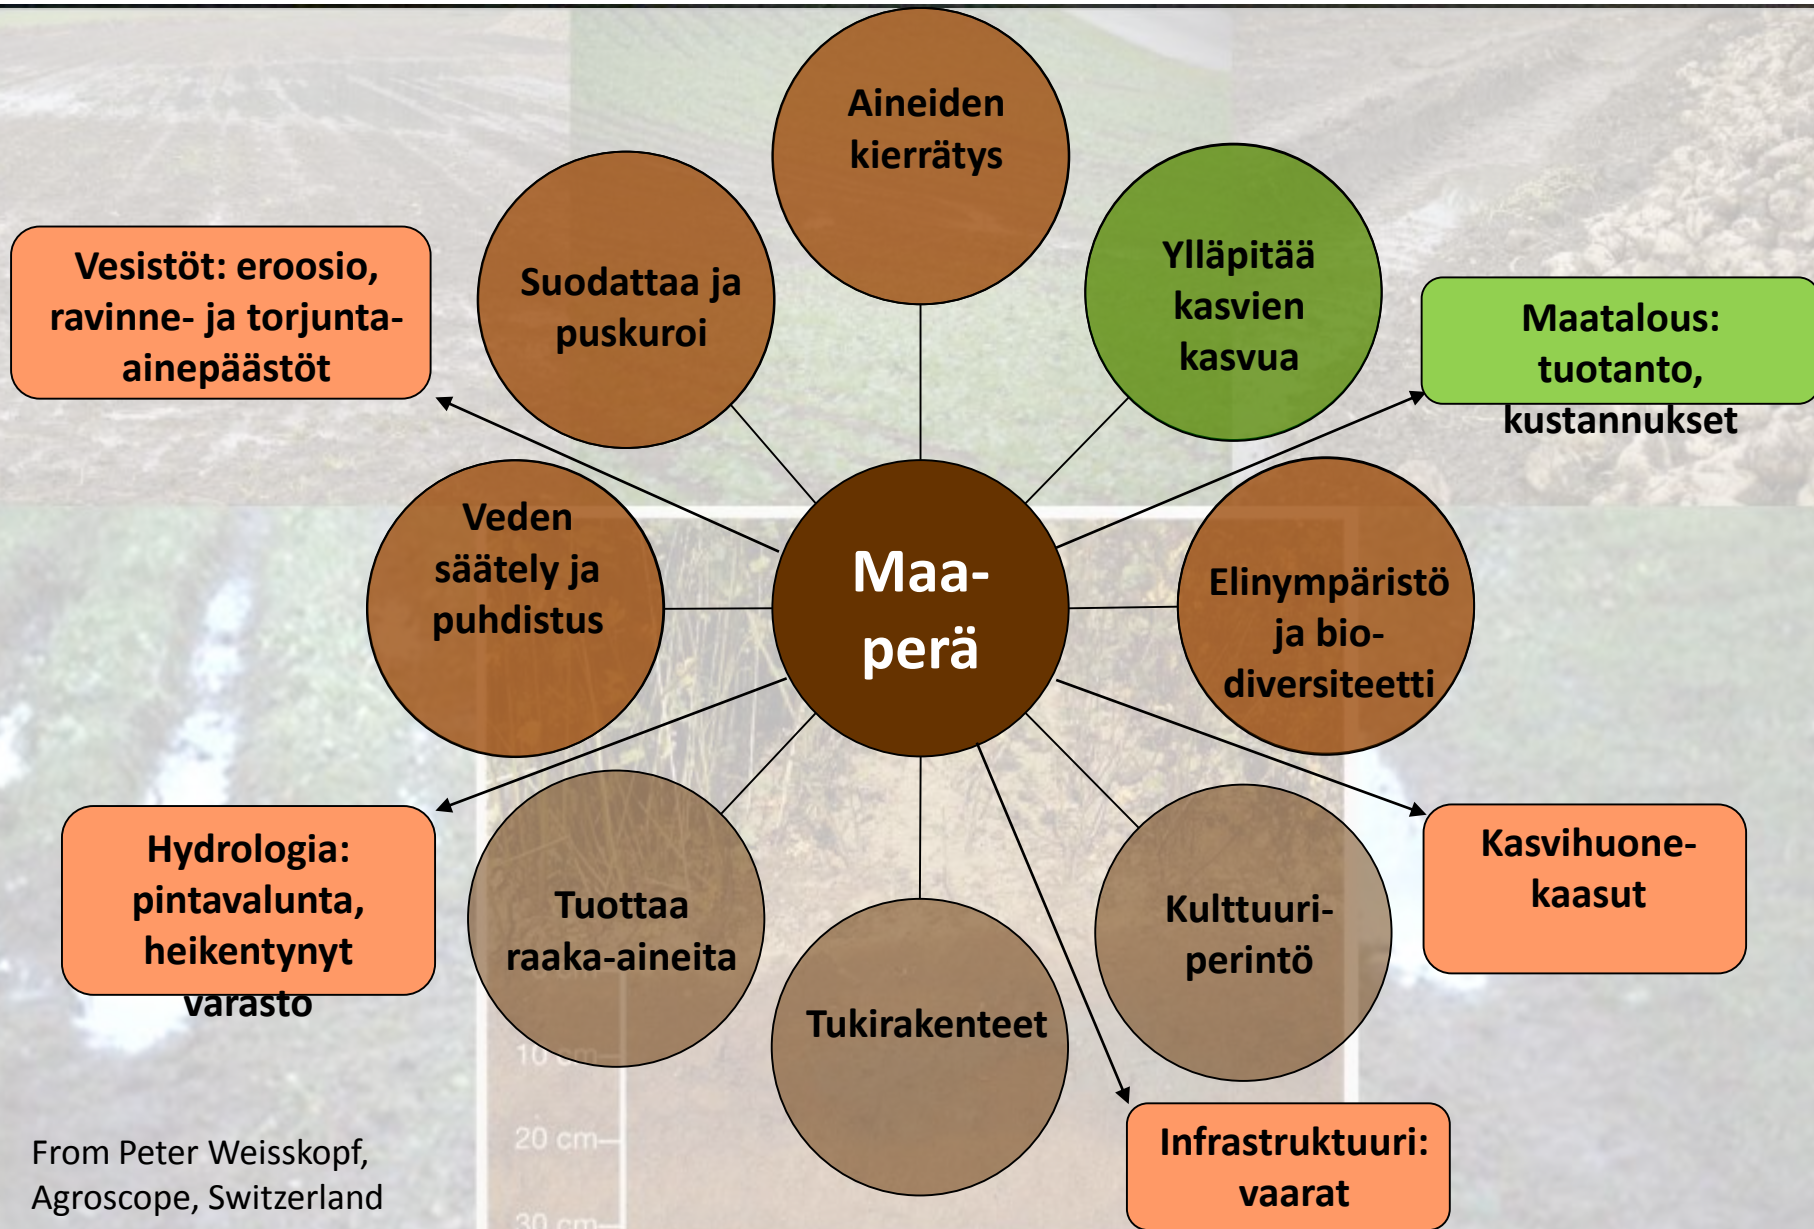 Aineiden
kierrätys
Ylläpitää
kasvien
kasvua
Suodattaa ja
puskuroi
Vesistöt: eroosio,
ravinne- ja torjunta-
ainepäästöt
Maatalous:
tuotanto,
kustannukset
Veden
säätely ja
puhdistus
Maa-
perä
Elinympäristö
ja bio-
diversiteetti
Hydrologia:
pintavalunta,
heikentynyt
varasto
Tuottaa
raaka-aineita
Tukirakenteet
Kulttuuri-
perintö
Kasvihuone-
kaasut
Infrastruktuuri:
vaarat
10 cm
20 cm
30 cm
From Peter Weisskopf,
Agroscope, Switzerland